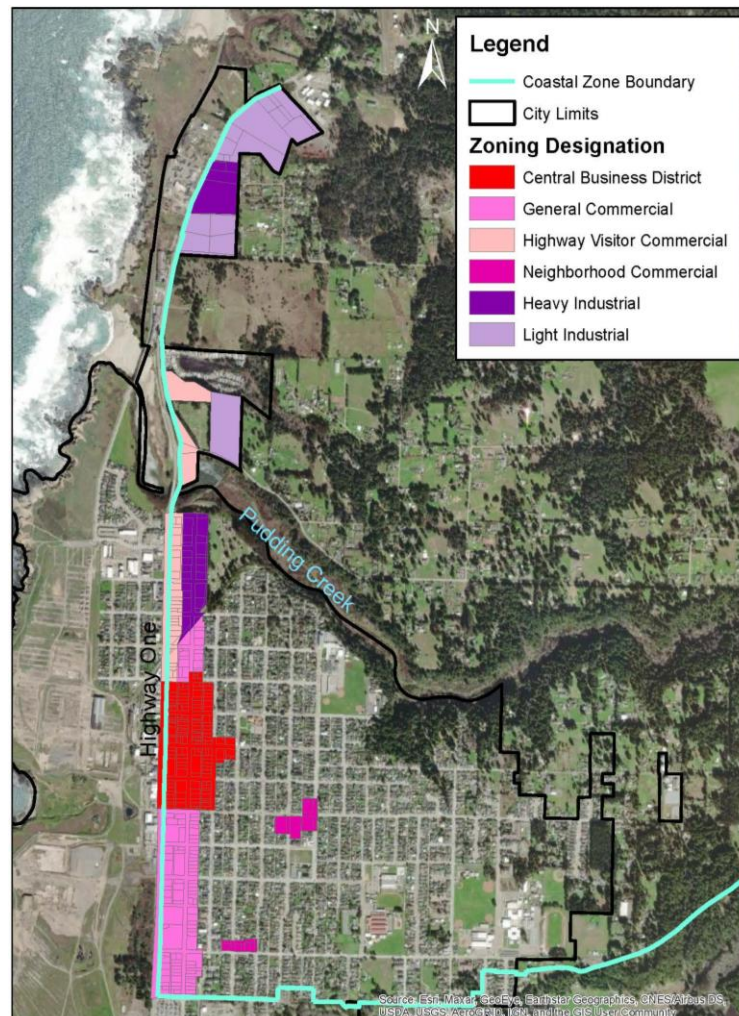 N
Legend
Coastal Zone Boundary
City Limits
Zoning Designation
Central Business District
General Commercial
Highway Visitor Commercial
Neighborhood Commercial
Heavy Industrial
Light Industrial
Pudding Creek
Highway One
Source: Esri, Maxar, GeoEye, Earthstar Geographics, CNES/Airbus DS,
USDA, USGS, AeroGRID, IGN, and the GIS User Community